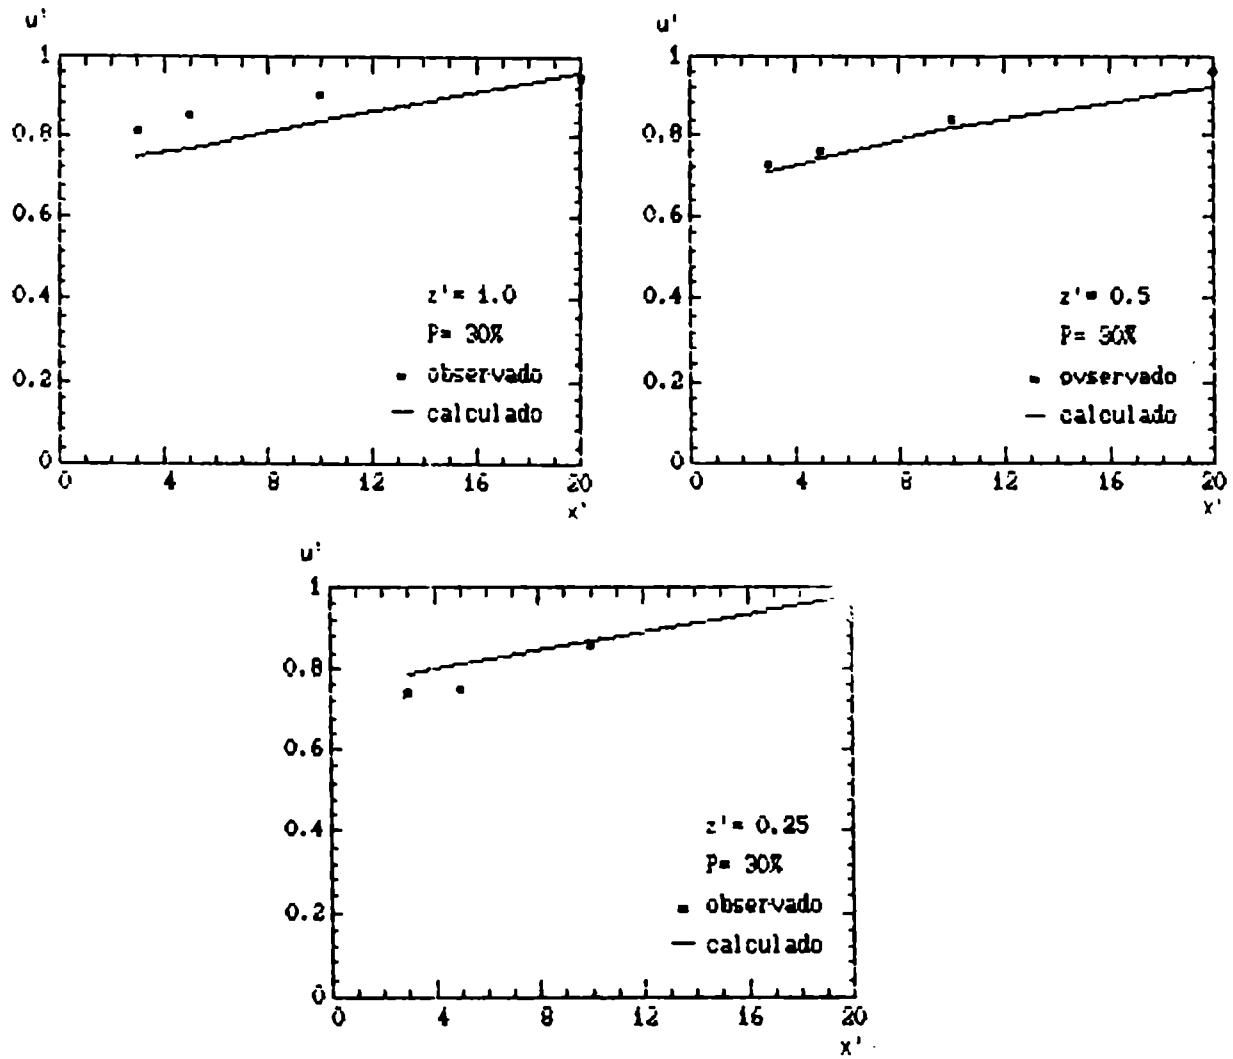 u'
1
0.8
0.6
0.4
0.2
0
0 4 8 12 16 20
x'
z'= 1.0
P= 30%
observado
calculado
u'
1
0.8
0.6
0.4
0.2
0
0 4 8 12 16 20
x'
z'= 0.5
P= 30%
ovservado
calculado
u'
1
0.8
0.6
0.4
0.2
0
0 4 8 12 16 20
x'
z'= 0.25
P= 30%
observado
calculado